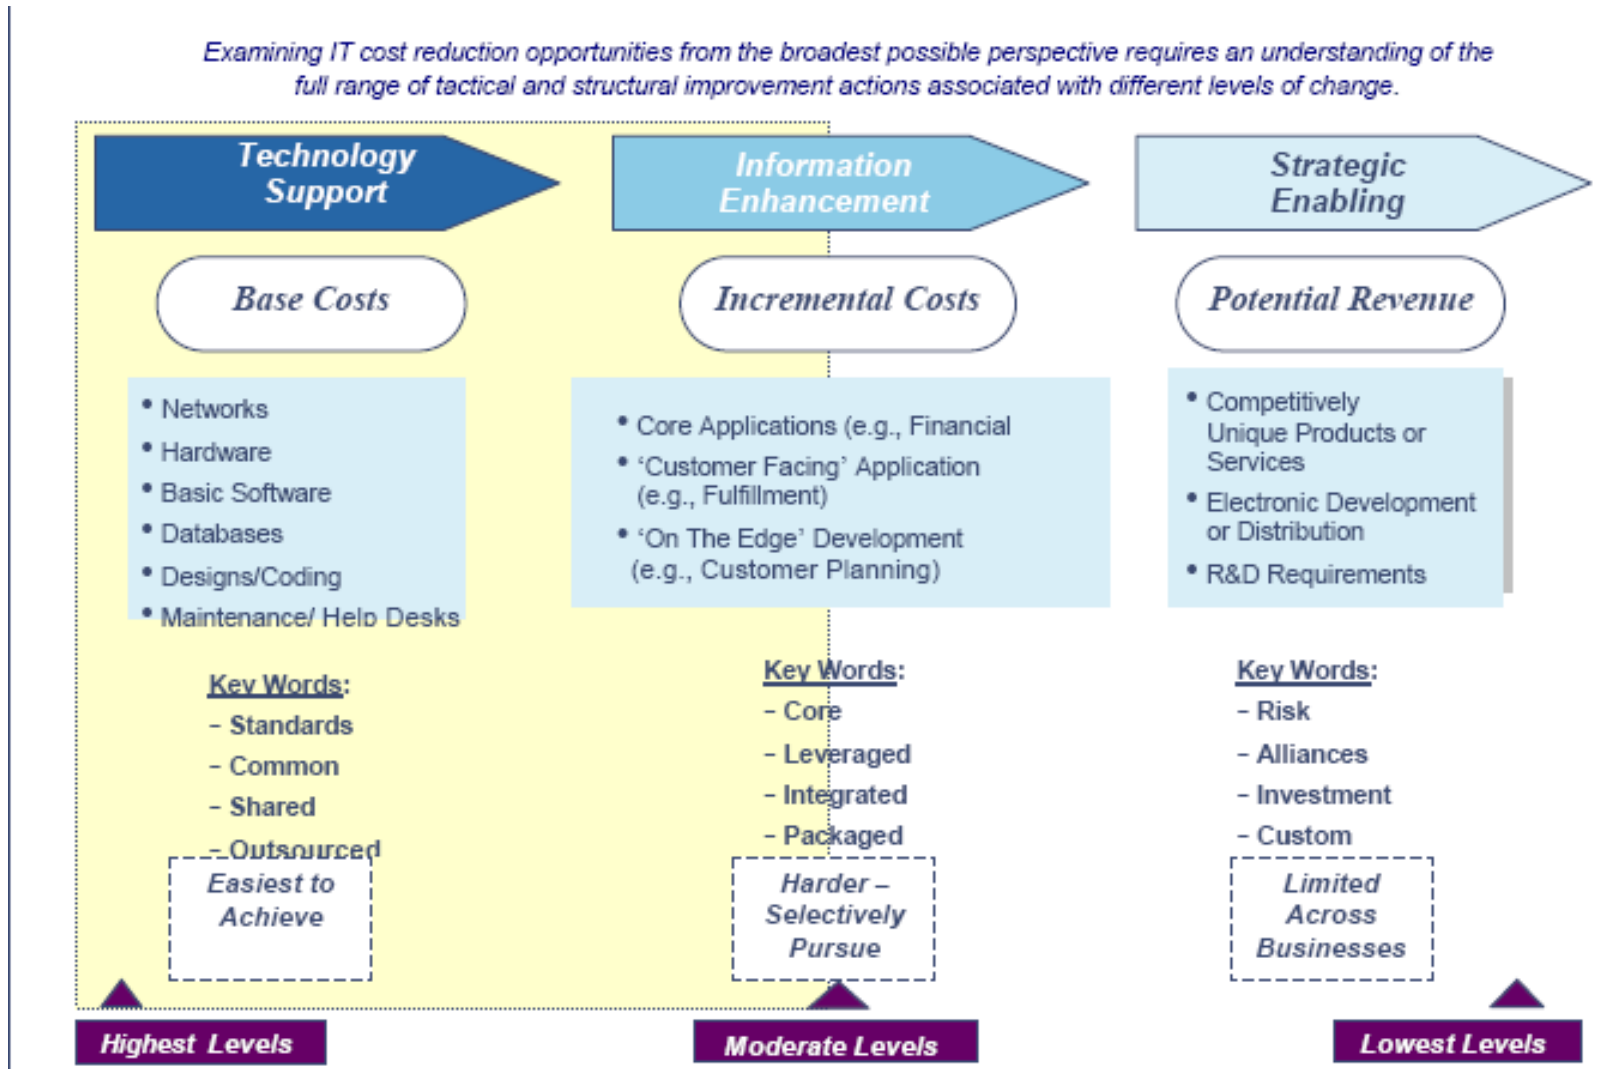 Examining IT cost reduction opportunities from the broadest possible perspective requires an understanding of the
full range of tactical and structural improvement actions associated with different levels of change.
Technology
Support
Base Costs
• Networks
• Hardware
• Basic Software
• Databases
• Designs/Coding
• Maintenance/ Help Desks
Key Words:
– Standards
– Common
– Shared
– Outsourced
Easiest to
Achieve
Highest Levels
Information
Enhancement
Incremental Costs
• Core Applications (e.g., Financial
• ‘Customer Facing’ Application
(e.g., Fulfillment)
• ‘On The Edge’ Development
(e.g., Customer Planning)
Key Words:
– Core
– Leveraged
– Integrated
– Packaged
Harder –
Selectively
Pursue
Moderate Levels
Strategic
Enabling
Potential Revenue
• Competitively
Unique Products or
Services
• Electronic Development
or Distribution
• R&D Requirements
Key Words:
– Risk
– Alliances
– Investment
– Custom
Limited
Across
Businesses
Lowest Levels